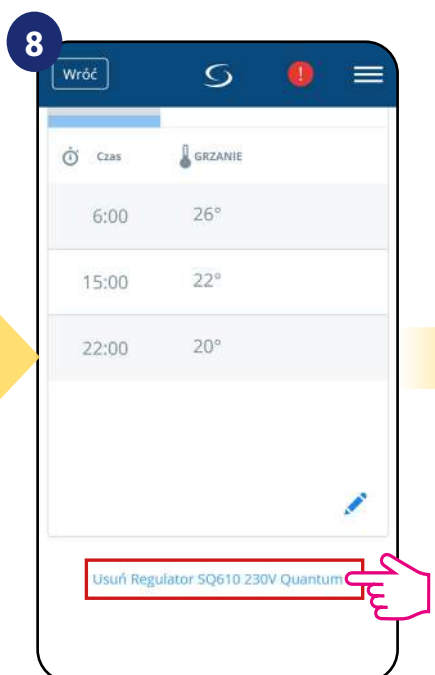 8
Wróć
!
Czas GRZANIE
6:00 26°
15:00 22°
22:00 20°
Usuń Regulator SQ610 230V Quantum